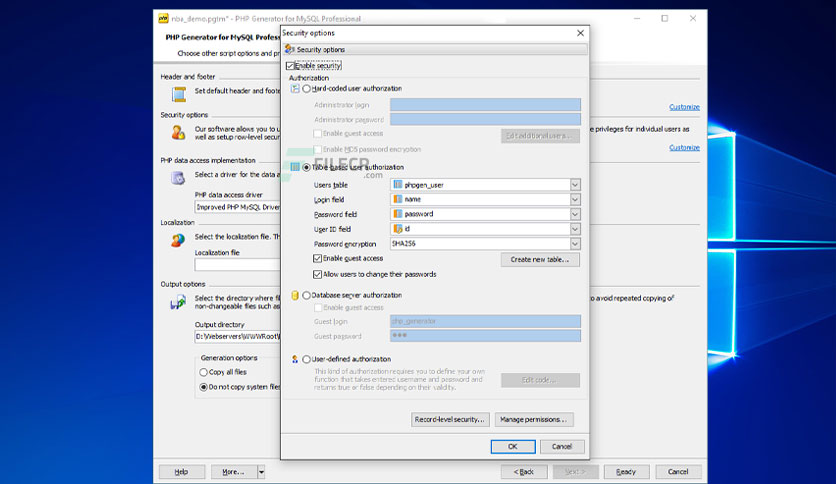 nba_demo.pgtm* - PHP Generator for MySQL Professional
PHP Generator for MySQL Profess
Choose other script options and pr
Header and footer
Set default header and foote
Customize
Security options
Our software allows you to u
well as setup row-level secur
privileges for individual users as
Customize
PHP data access implementation
Select a driver for the data a
PHP data access driver
Improved PHP MySQL Driver
Localization
Select the localization file. Th
Localization file
Output options
Select the directory where fil
non-changeable files such as
to avoid repeated copying of
Output directory
D:\Webservers\WWWRoot\
Generation options
Copy all files
Do not copy system files
Help
More...
< Back
Next >
Ready
Cancel
Security options
Security options
Enable security
Authorization
Hard-coded user authorization
Administrator login
Administrator password
Enable guest access
Edit additional users...
Enable MD5 password encryption
FILECR
.com
Table-based user authorization
Users table
phpgen_user
Login field
name
Password field
password
User ID field
id
Password encryption
SHA256
Enable guest access
Create new table...
Allow users to change their passwords
Database server authorization
Enable guest access
Guest login
php_generator
Guest password
User-defined authorization
This kind of authorization requires you to define your own
function that takes entered username and password and
returns true or false depending on their validity.
Edit code...
Record-level security...
Manage permissions...
OK
Cancel